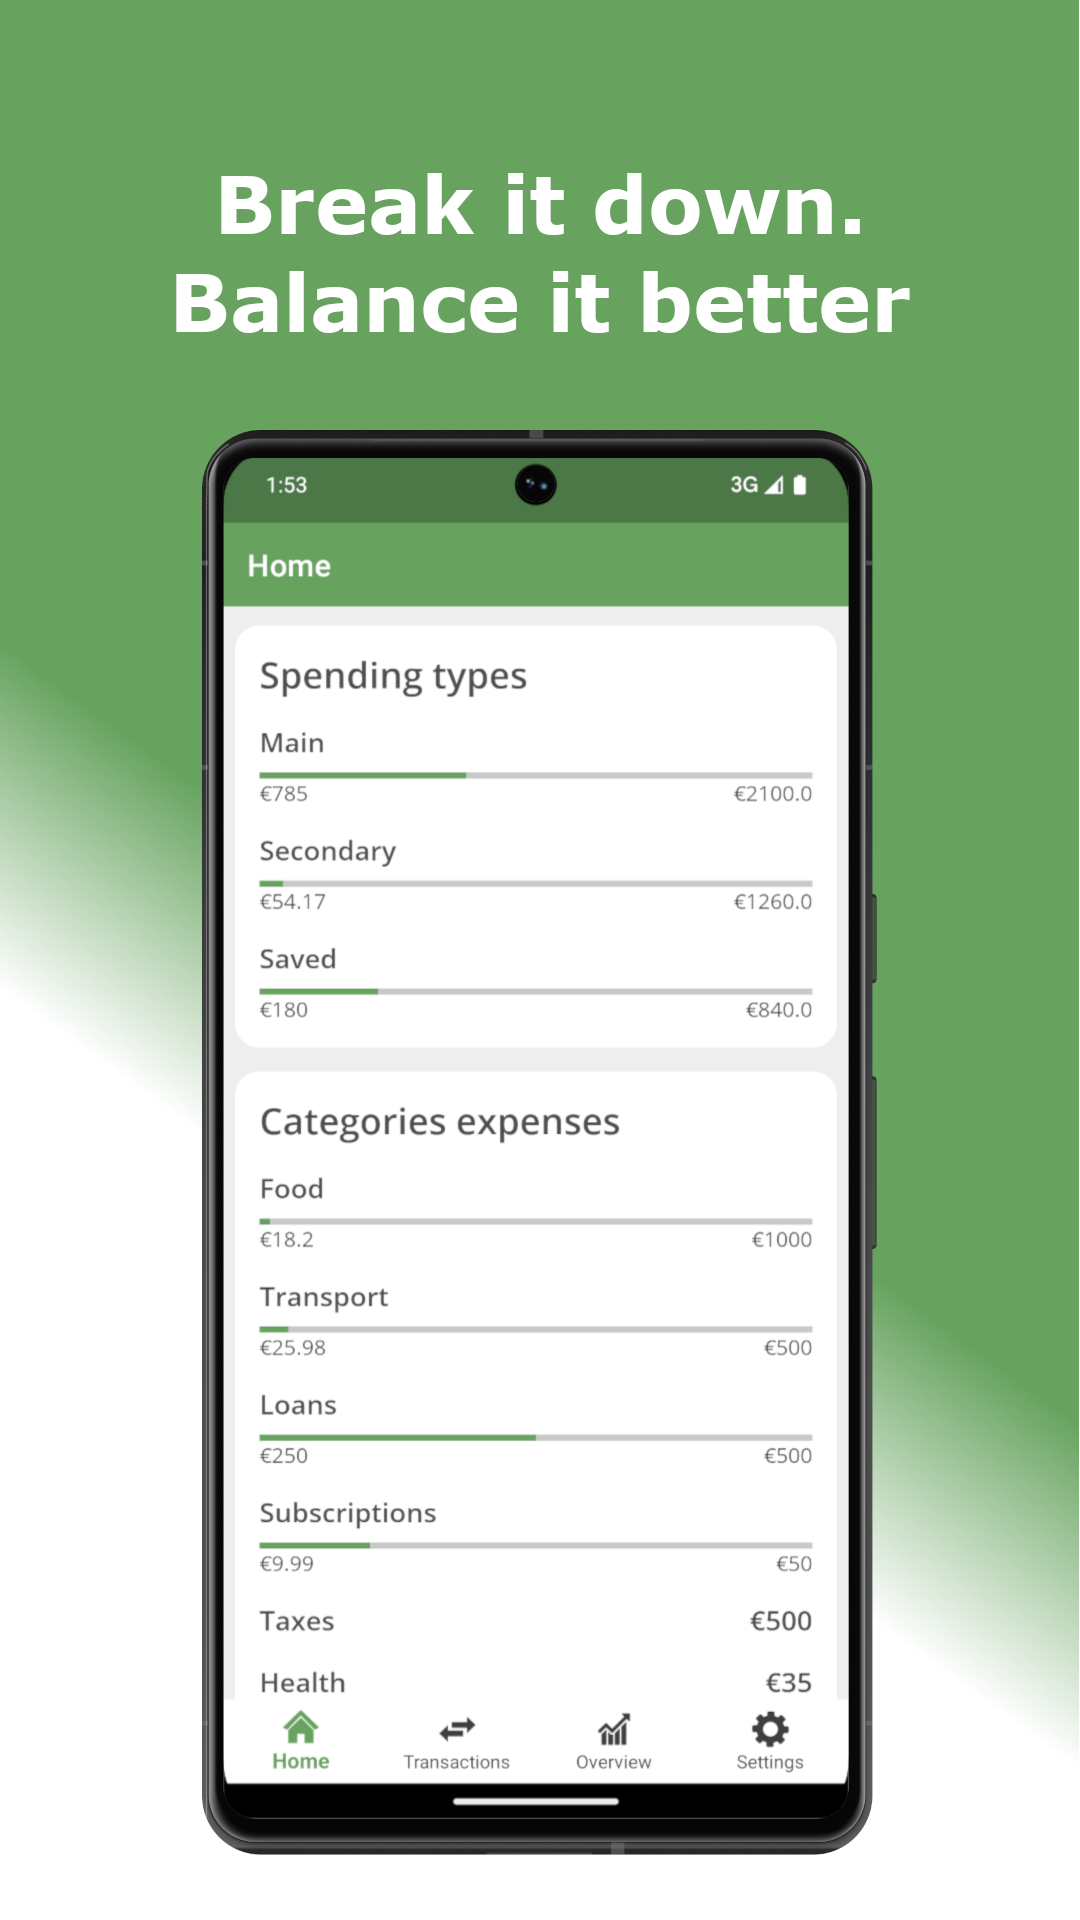 Break it down.
Balance it better
1:53
3G
Home
Spending types
Main
€785 €2100.0
Secondary
€54.17 €1260.0
Saved
€180 €840.0
Categories expenses
Food
€18.2 €1000
Transport
€25.98 €500
Loans
€250 €500
Subscriptions
€9.99 €50
Taxes €500
Health €35
Home Transactions Overview Settings